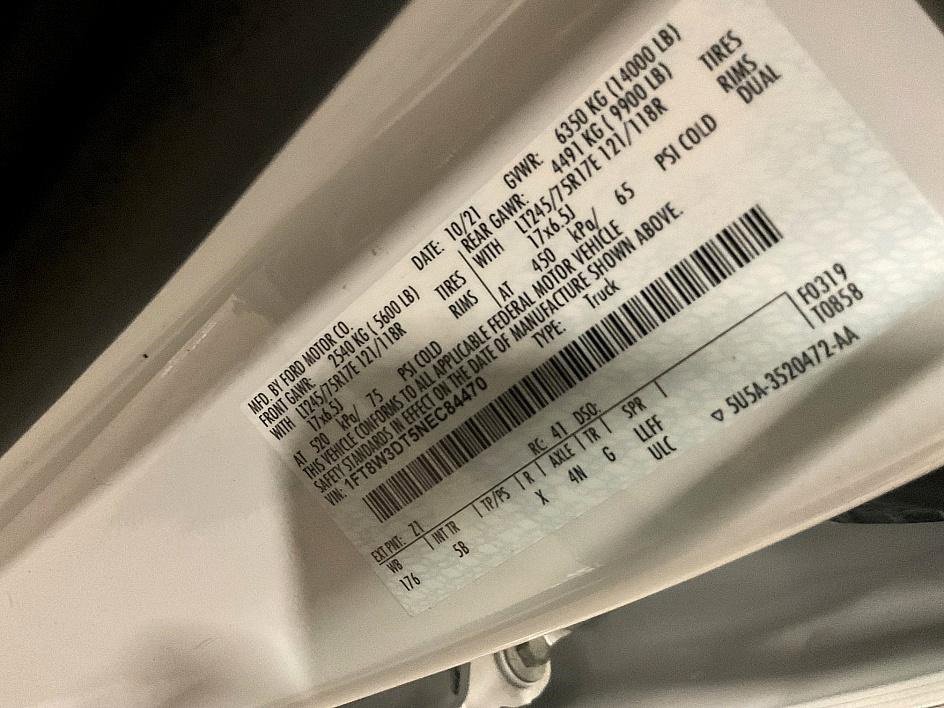 MFD. BY FORD MOTOR CO. DATE: 10/21 GVWR: 6350 KG (14000 LB)
FRONT GAWR: 2540 KG ( 5600 LB) REAR GAWR: 4491 KG ( 9900 LB)
WITH LT245/75R17E 121/118R TIRES WITH LT245/75R17E 121/118R TIRES
17x6.5J RIMS 17x6.5J RIMS
AT 520 kPa/ 75 PSI COLD AT 450 kPa/ 65 PSI COLD DUAL
THIS VEHICLE CONFORMS TO ALL APPLICABLE FEDERAL MOTOR VEHICLE
SAFETY STANDARDS IN EFFECT ON THE DATE OF MANUFACTURE SHOWN ABOVE.
VIN: 1FT8W3DT5NEC84470 TYPE: Truck
F0319
T0858
EXT PNT: Z1 RC: 41 DSO:
WB INT TR TP/PS R AXLE TR SPR
176 5B X 4N G LLFF
ULC
▽ 5U5A-3520472-AA